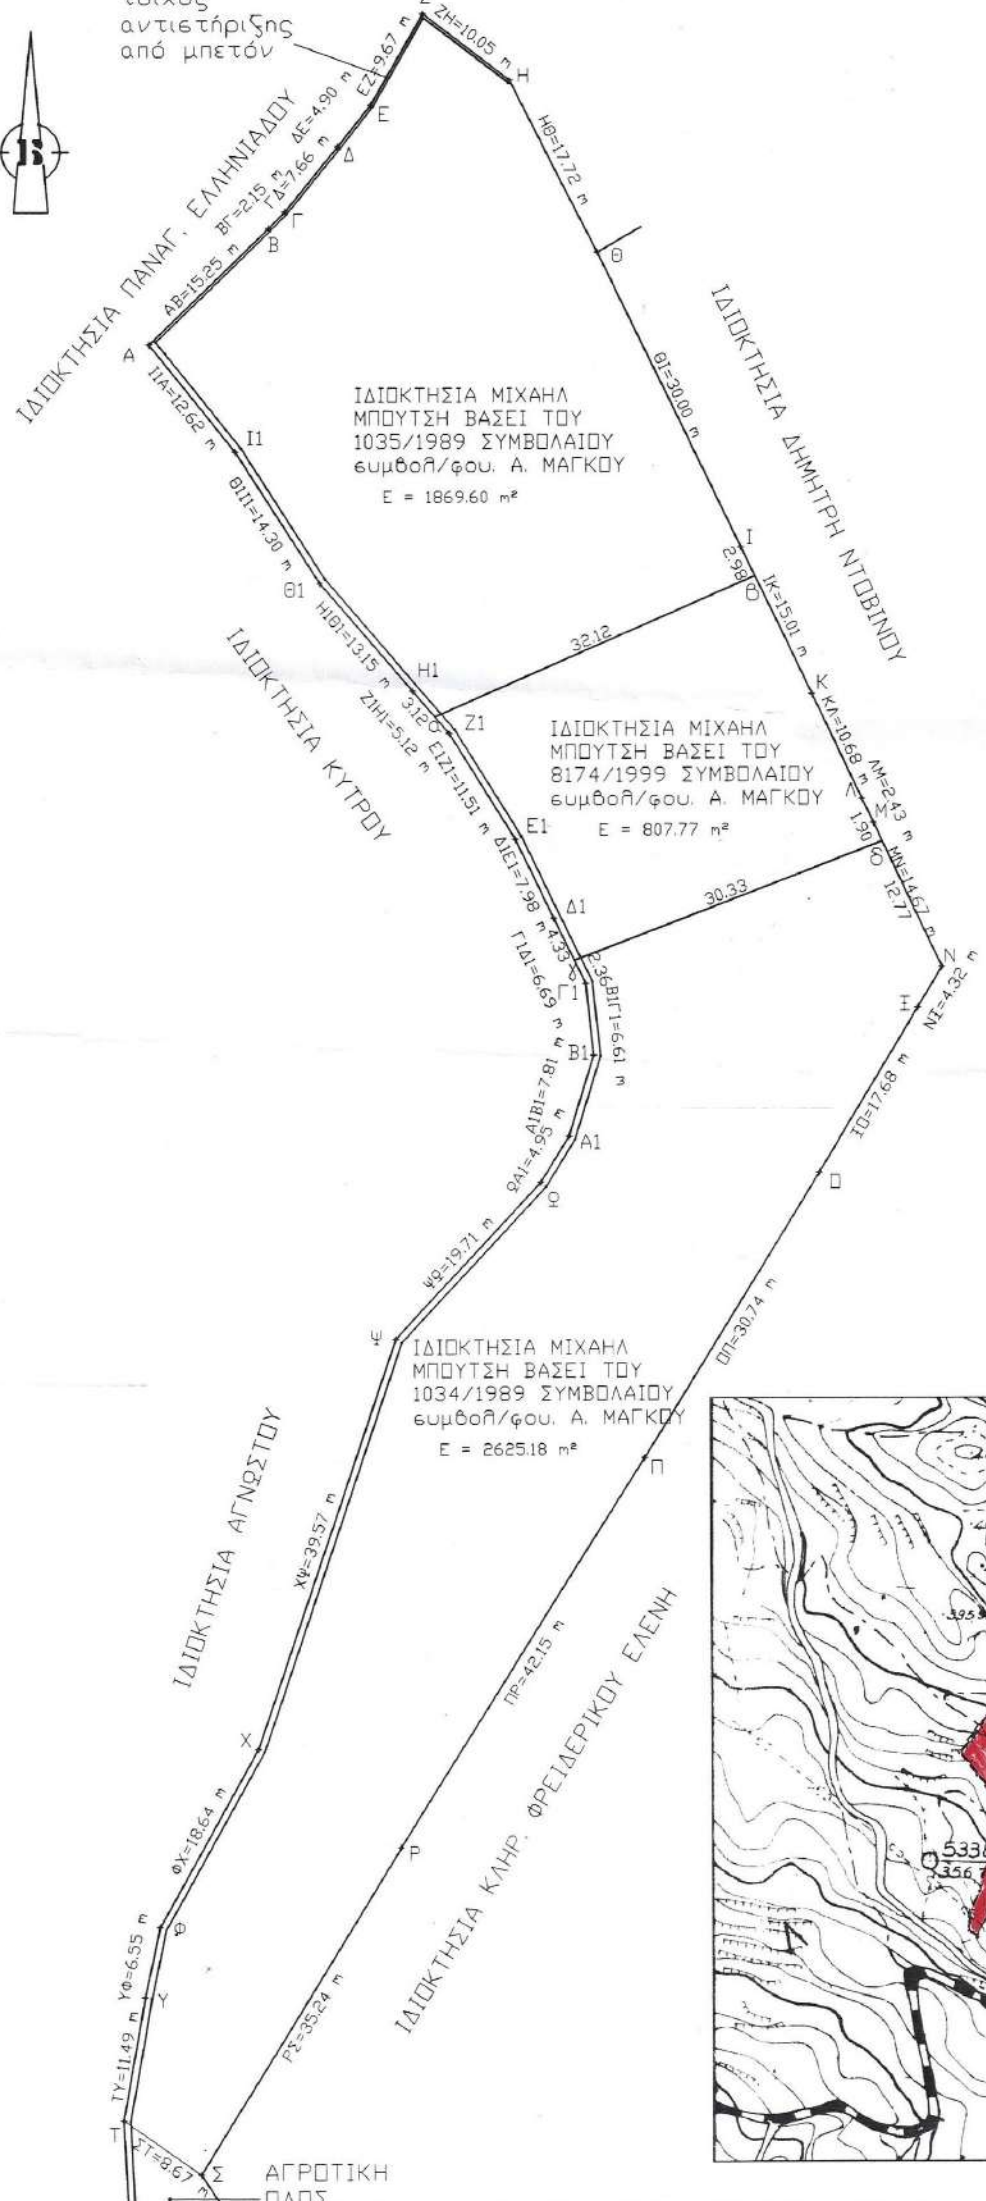 τοίχος
αντιστήριξης
από μπετόν
Β
ΖΗ=10.05 m
Η
ΕΖ=9.67 m
Ε
ΔΕ=4.90 m
Δ
ΓΔ=7.66 m
Γ
ΒΓ=2.15 m
Β
ΑΒ=15.25 m
Α
ΙΔΙΟΚΤΗΣΙΑ ΠΑΝΑΓ. ΕΛΛΗΝΙΑΔΟΥ
ΗΘ=17.72 m
Θ
ΙΔΙΟΚΤΗΣΙΑ ΔΗΜΗΤΡΗ ΝΤΟΒΙΝΟΥ
ΘΙ=30.00 m
Ι1Α=12.62 m
Ι1
ΙΔΙΟΚΤΗΣΙΑ ΜΙΧΑΗΛ
ΜΠΟΥΤΣΗ ΒΑΣΕΙ ΤΟΥ
1035/1989 ΣΥΜΒΟΛΑΙΟΥ
συμβολ/φου. Α. ΜΑΓΚΟΥ
Ε = 1869.60 m²
Θ1Ι1=14.30 m
Θ1
Ι
2.98
β
ΙΚ=15.01 m
32.12
Η1Θ1=13.15 m
Η1
3.12
α
Ζ1
Ζ1Η1=5.12 m
ΙΔΙΟΚΤΗΣΙΑ ΚΥΤΡΟΥ
Κ
ΚΛ=10.68 m
ΙΔΙΟΚΤΗΣΙΑ ΜΙΧΑΗΛ
ΜΠΟΥΤΣΗ ΒΑΣΕΙ ΤΟΥ
8174/1999 ΣΥΜΒΟΛΑΙΟΥ
συμβολ/φου. Α. ΜΑΓΚΟΥ
Ε = 807.77 m²
Ε1Ζ1=11.51 m
Ε1
Λ
ΛΜ=2.43 m
Μ
1.90
δ
ΜΝ=14.67 m
12.77
30.33
Δ1Ε1=7.98 m
Δ1
4.33
γ
2.36
Γ1Δ1=6.69 m
Γ1
Β1Γ1=6.61 m
Ν
ΝΞ=4.32 m
Ξ
Β1
Α1Β1=7.81 m
Α1
ΩΑ1=4.95 m
Ω
ΞΟ=17.68 m
Ο
ΨΩ=19.71 m
Ψ
ΟΠ=30.74 m
ΙΔΙΟΚΤΗΣΙΑ ΜΙΧΑΗΛ
ΜΠΟΥΤΣΗ ΒΑΣΕΙ ΤΟΥ
1034/1989 ΣΥΜΒΟΛΑΙΟΥ
συμβολ/φου. Α. ΜΑΓΚΟΥ
Ε = 2625.18 m²
Π
ΙΔΙΟΚΤΗΣΙΑ ΑΓΝΩΣΤΟΥ
ΧΨ=39.57 m
ΠΡ=42.15 m
ΙΔΙΟΚΤΗΣΙΑ ΚΛΗΡ. ΦΡΕΙΔΕΡΙΚΟΥ ΕΛΕΝΗ
Χ
ΦΧ=18.64 m
Ρ
Φ
ΥΦ=6.55 m
Υ
ΡΣ=35.24 m
ΤΥ=11.49 m
Τ
ΣΤ=8.67 m
Σ
ΑΓΡΟΤΙΚΗ
ΟΔΟΣ